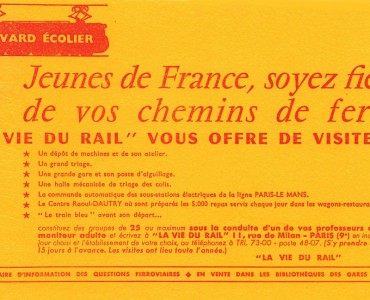 VARD ÉCOLIER
Jeunes de France, soyez fie
de vos chemins de fer
VIE DU RAIL" VOUS OFFRE DE VISITE
★ Un dépôt de machines et de son atelier.
★ Un grand triage.
★ Une grande gare et son poste d'aiguillage.
★ Une halle mécanisée de triage des colis.
★ La commande automatique des sous-stations électriques de la ligne PARIS-LE MANS.
★ Le Centre Raoul-DAUTRY où sont préparés les 5.000 repas servis chaque jour dans les wagons-restaura
★ "Le train bleu" avant son départ...
constituez des groupes de 25 au maximum sous la conduite d'un de vos professeurs
moniteur adulte et écrivez à "LA VIE DU RAIL" 11, rue de Milan - PARIS (9e) en in
jour choisi et l'établissement de votre choix, ou téléphonez à TRI. 73-00 - poste 48-07. (S'y prendre
15 jours à l'avance. Les visites ont lieu toute l'année.)
"LA VIE DU RAIL"
AIRE D'INFORMATION DES QUESTIONS FERROVIAIRES ★ EN VENTE DANS LES BIBLIOTHÈQUES DES GARES